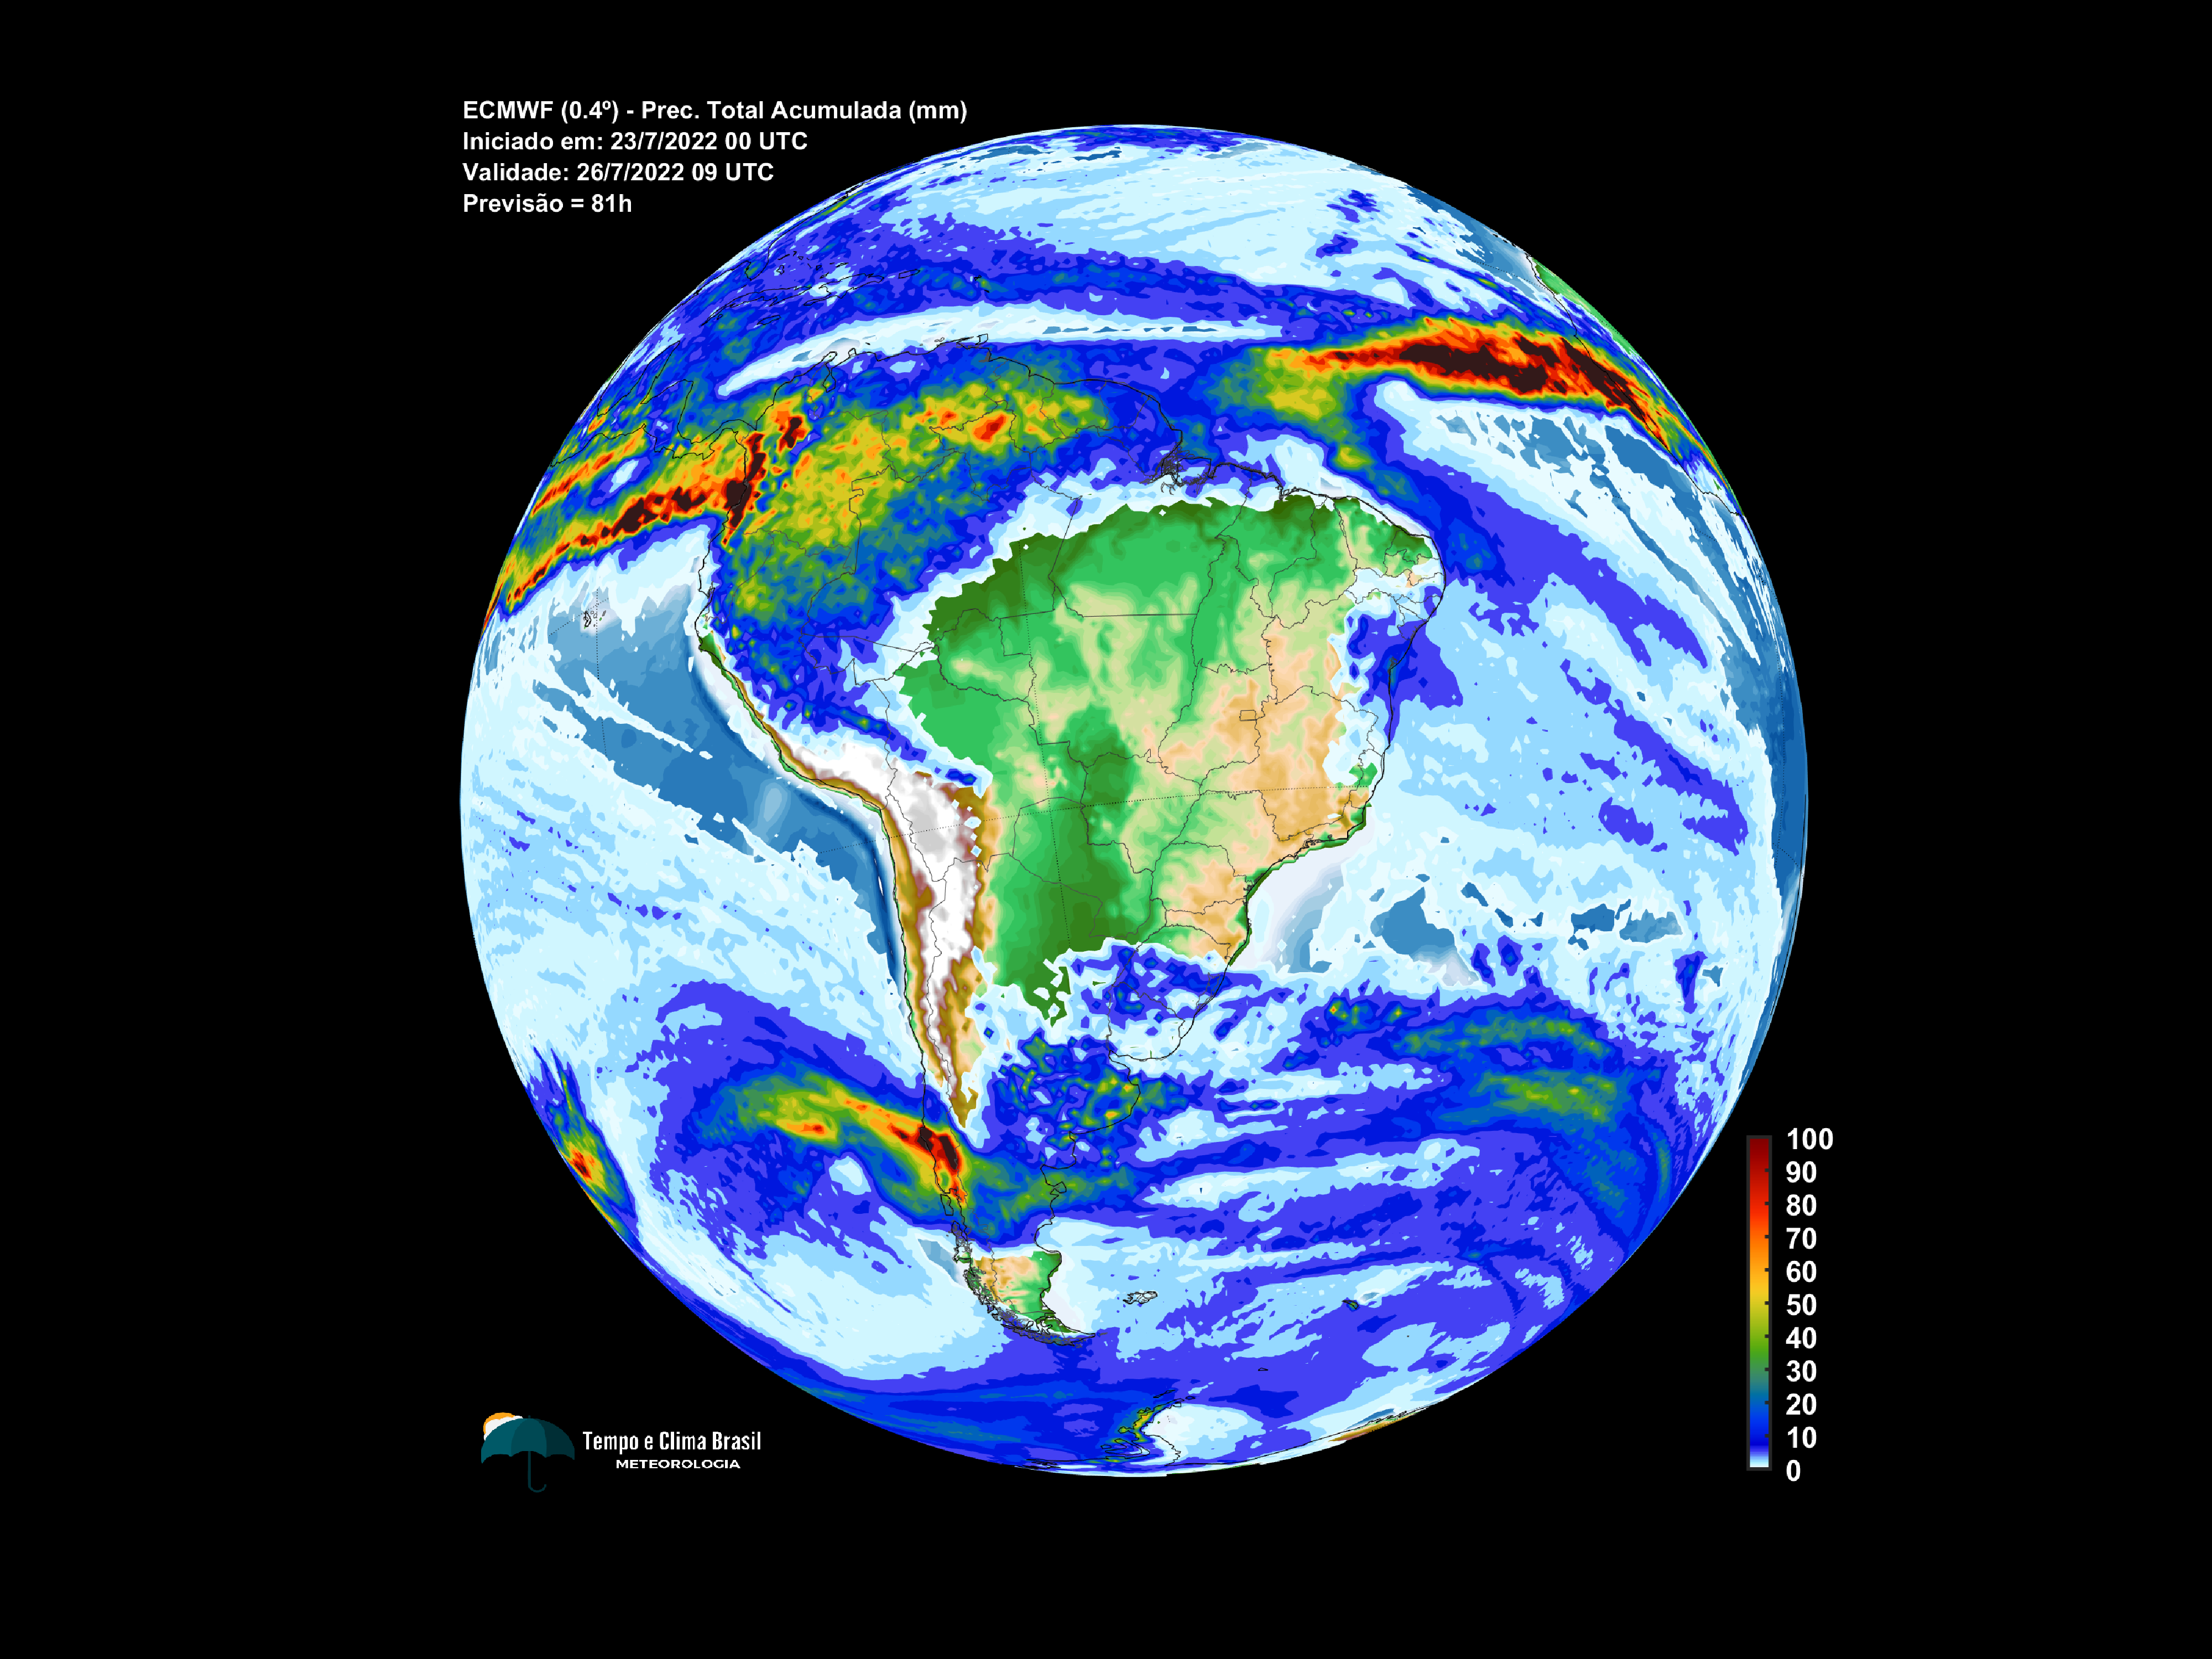 ECMWF (0.4º) - Prec. Total Acumulada (mm)
Iniciado em: 23/7/2022 00 UTC
Validade: 26/7/2022 09 UTC
Previsão = 81h
100
90
80
70
60
50
40
30
20
10
0
Tempo e Clima Brasil
METEOROLOGIA